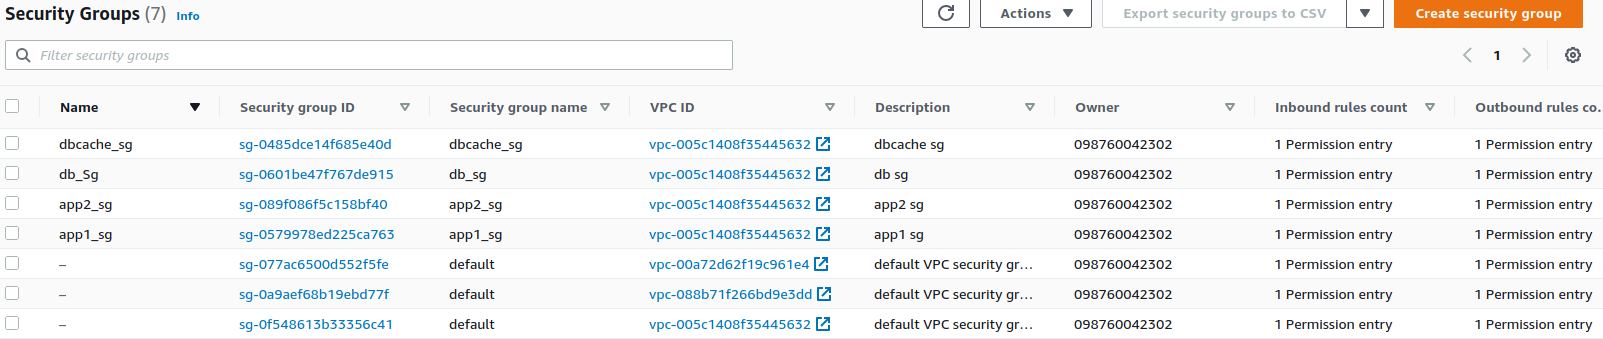 Security Groups (7) Info Actions Export security groups to CSV Create security group
Filter security groups 1
Name Security group ID Security group name VPC ID Description Owner Inbound rules count Outbound rules co...
dbcache_sg sg-0485dce14f685e40d dbcache_sg vpc-005c1408f35445632 dbcache sg 098760042302 1 Permission entry 1 Permission entry
db_Sg sg-0601be47f767de915 db_sg vpc-005c1408f35445632 db sg 098760042302 1 Permission entry 1 Permission entry
app2_sg sg-089f086f5c158bf40 app2_sg vpc-005c1408f35445632 app2 sg 098760042302 1 Permission entry 1 Permission entry
app1_sg sg-0579978ed225ca763 app1_sg vpc-005c1408f35445632 app1 sg 098760042302 1 Permission entry 1 Permission entry
– sg-077ac6500d552f5fe default vpc-00a72d62f19c961e4 default VPC security gr... 098760042302 1 Permission entry 1 Permission entry
– sg-0a9aef68b19ebd77f default vpc-088b71f266bd9e3dd default VPC security gr... 098760042302 1 Permission entry 1 Permission entry
– sg-0f548613b33356c41 default vpc-005c1408f35445632 default VPC security gr... 098760042302 1 Permission entry 1 Permission entry